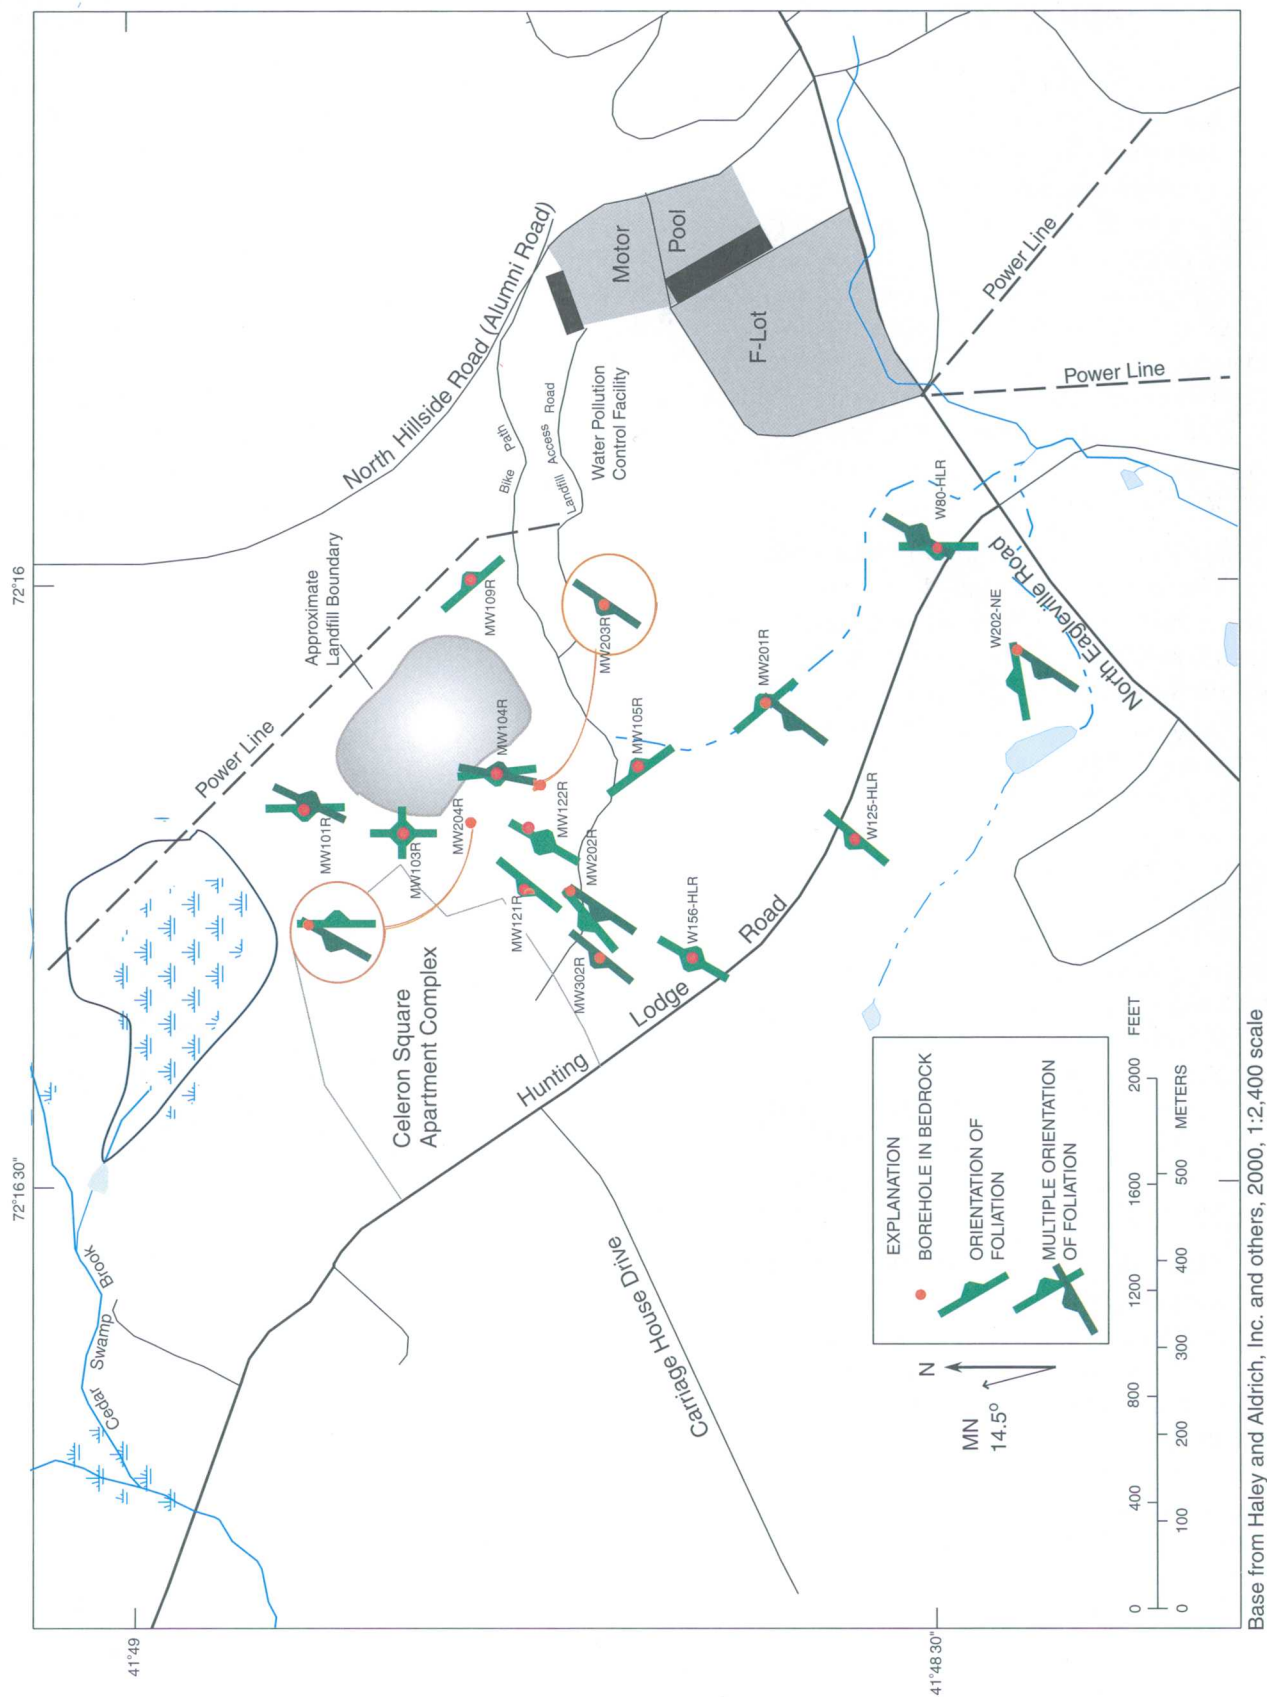 72°16'30"
72°16
41°49
41°48'30"
Cedar Swamp Brook
Power Line
Approximate
Landfill Boundary
North Hillside Road (Alumni Road)
Bike Path
Landfill Access Road
Water Pollution
Control Facility
Motor
Pool
F-Lot
Power Line
Power Line
MW101R
MW103R
MW204R
MW104R
MW109R
MW203R
MW122R
MW121R
MW202R
MW302R
MW105R
MW201R
W156-HLR
W125-HLR
W80-HLR
W202-NE
Celeron Square
Apartment Complex
Hunting Lodge Road
Carriage House Drive
North Eagleville Road
EXPLANATION
BOREHOLE IN BEDROCK
ORIENTATION OF
FOLIATION
MULTIPLE ORIENTATION
OF FOLIATION
N
MN
14.5°
0 400 800 1200 1600 2000 FEET
0 100 200 300 400 500 METERS
Base from Haley and Aldrich, Inc. and others, 2000, 1:2,400 scale